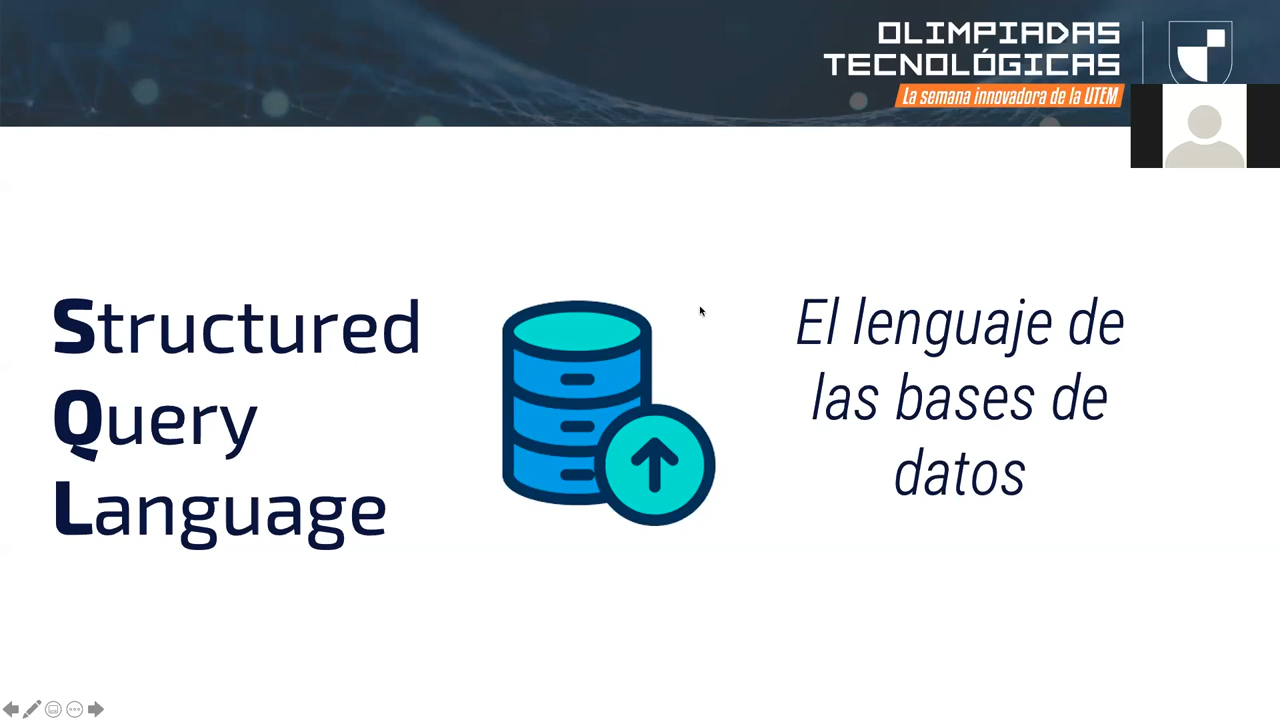 OLIMPIADAS
TECNOLÓGICAS
La semana innovadora de la UTEM
Structured
Query
Language
El lenguaje de
las bases de
datos